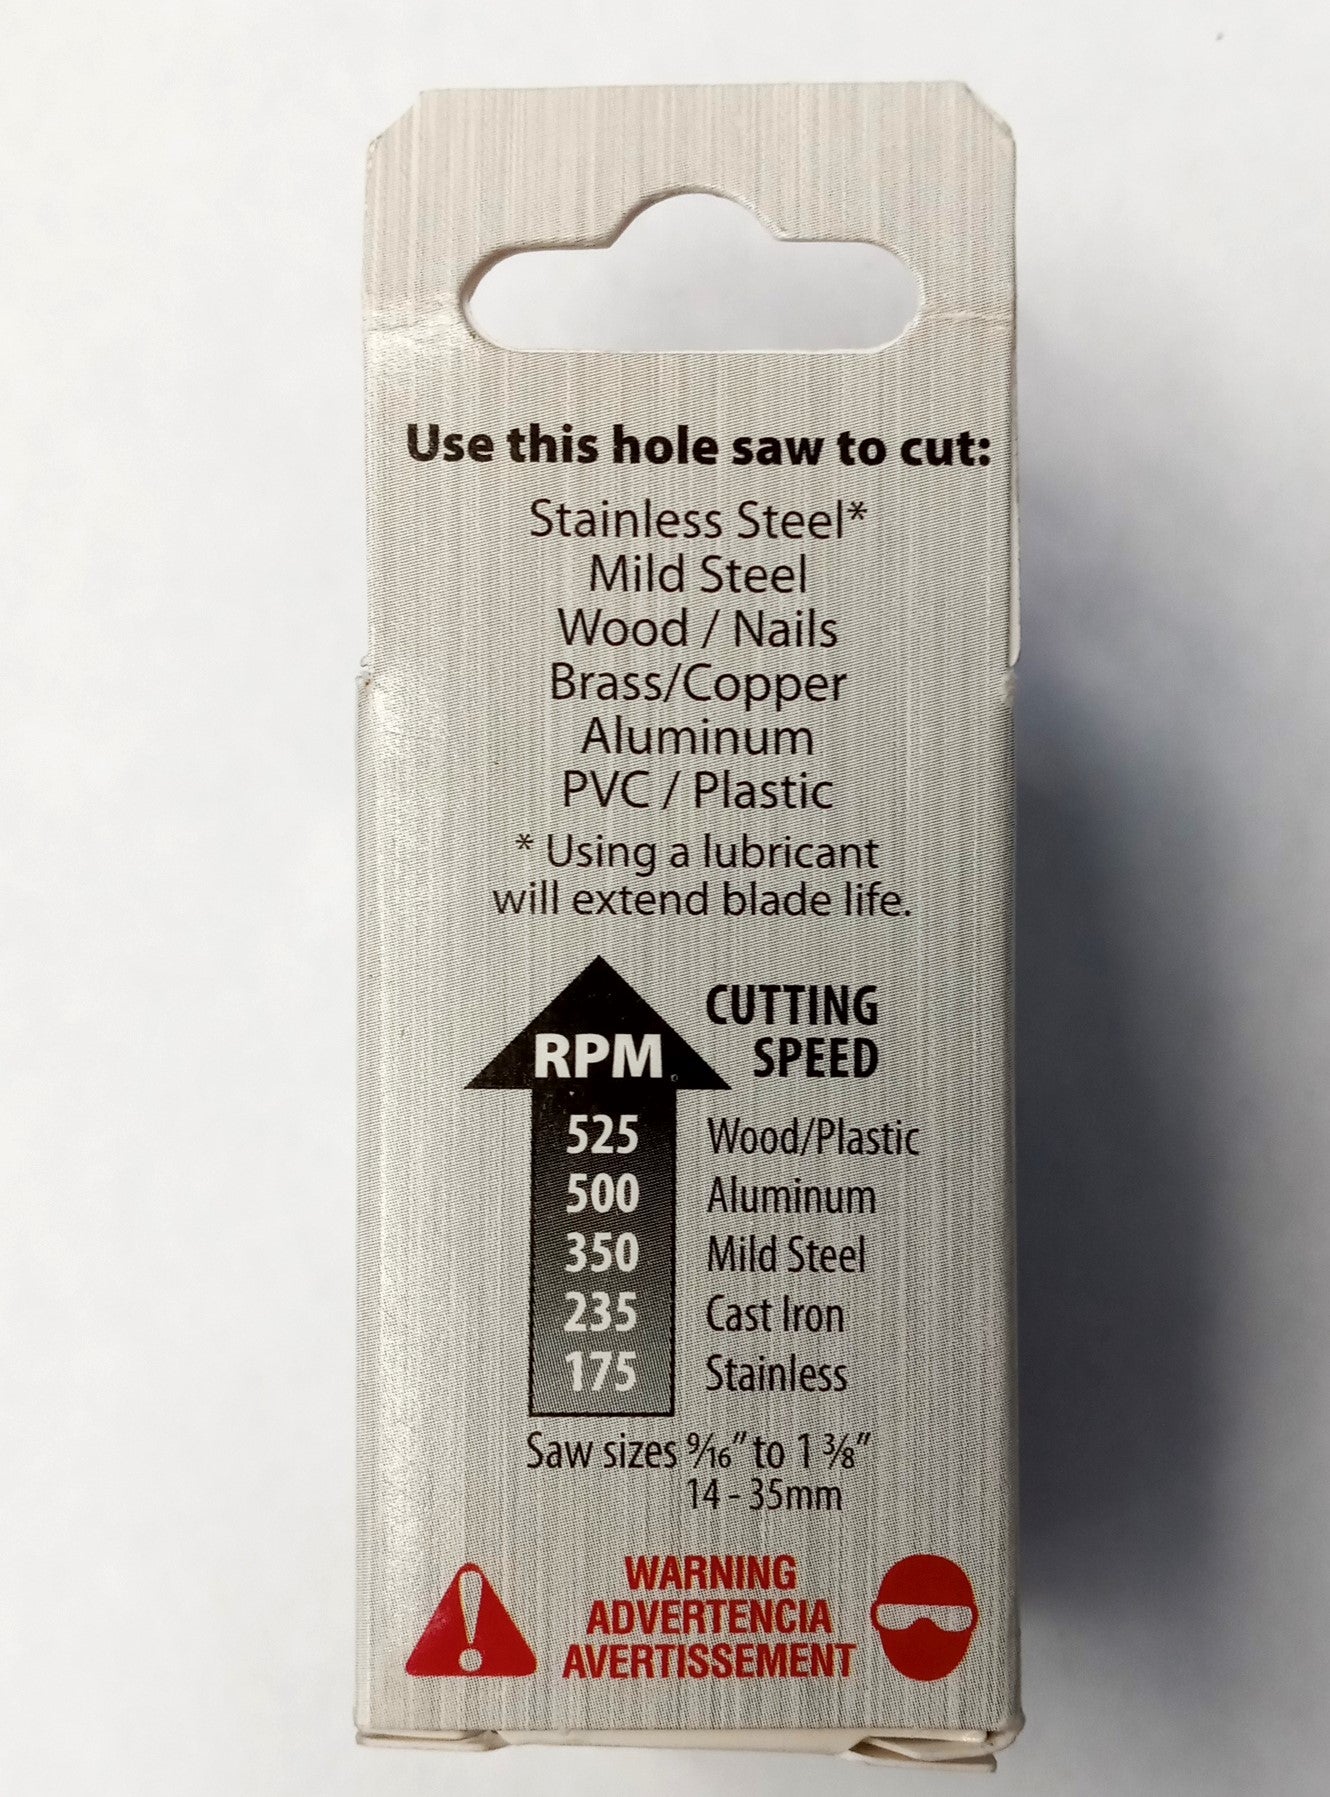 Use this hole saw to cut:
Stainless Steel*
Mild Steel
Wood / Nails
Brass/Copper
Aluminum
PVC / Plastic
* Using a lubricant
will extend blade life.
RPM
CUTTING
SPEED
525 Wood/Plastic
500 Aluminum
350 Mild Steel
235 Cast Iron
175 Stainless
Saw sizes 9/16" to 1 3/8"
14 - 35mm
WARNING
ADVERTENCIA
AVERTISSEMENT